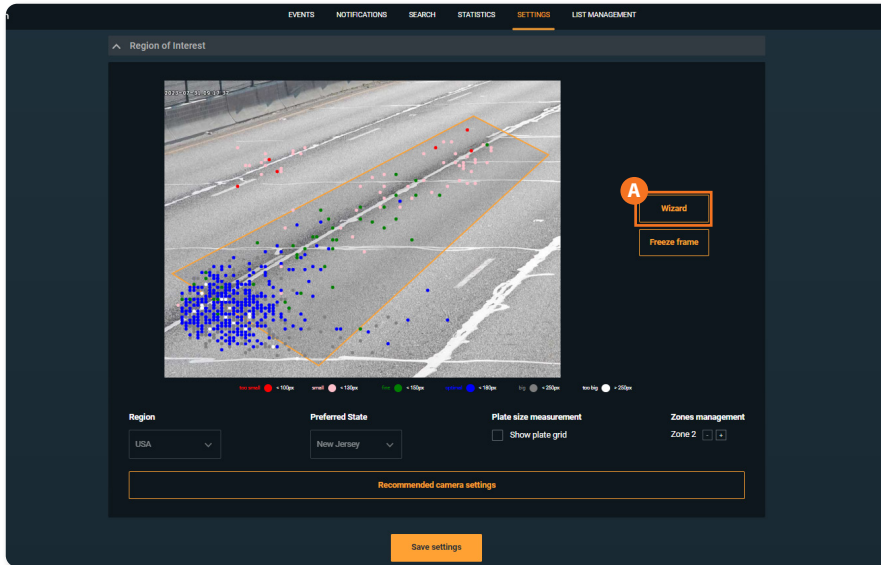 EVENTS NOTIFICATIONS SEARCH STATISTICS SETTINGS LIST MANAGEMENT
Region of Interest
A
Wizard
Freeze frame
too small < 100px small < 130px fine < 150px < 180px big < 250px too big > 250px
Region Preferred State Plate size measurement Zones management
USA New Jersey Show plate grid Zone 2 - +
Recommended camera settings
Save settings